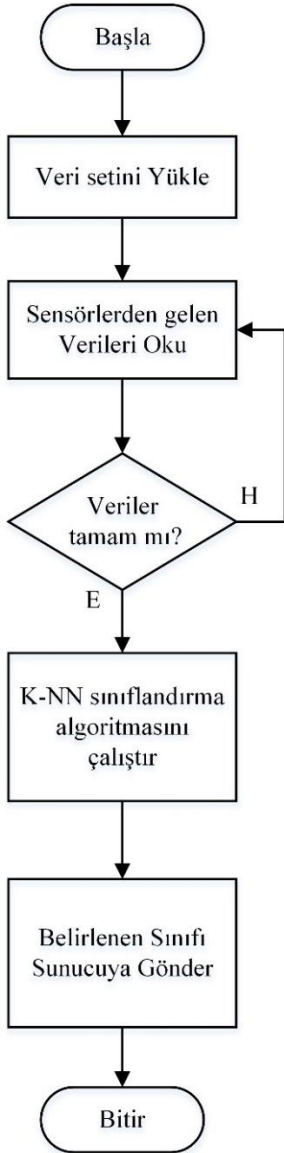 Başla
Veri setini Yükle
Sensörlerden gelen
Verileri Oku
Veriler
tamam mı?
H
E
K-NN sınıflandırma
algoritmasını
çalıştır
Belirlenen Sınıfı
Sunucuya Gönder
Bitir